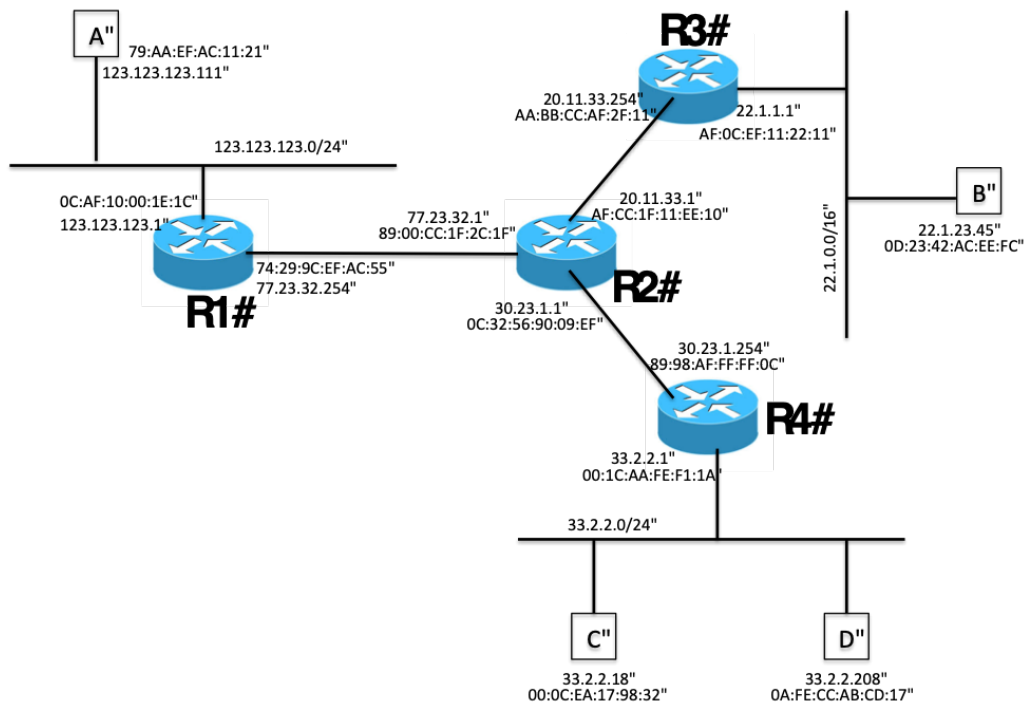 A"
79:AA:EF:AC:11:21"
123.123.123.111"
123.123.123.0/24"
0C:AF:10:00:1E:1C"
123.123.123.1"
R1#
74:29:9C:EF:AC:55"
77.23.32.254"
77.23.32.1"
89:00:CC:1F:2C:1F"
R2#
20.11.33.1"
AF:CC:1F:11:EE:10"
30.23.1.1"
0C:32:56:90:09:EF"
R3#
20.11.33.254"
AA:BB:CC:AF:2F:11"
22.1.1.1"
AF:0C:EF:11:22:11"
22.1.0.0/16"
B"
22.1.23.45"
0D:23:42:AC:EE:FC"
30.23.1.254"
89:98:AF:FF:FF:0C"
R4#
33.2.2.1"
00:1C:AA:FE:F1:1A"
33.2.2.0/24"
C"
33.2.2.18"
00:0C:EA:17:98:32"
D"
33.2.2.208"
0A:FE:CC:AB:CD:17"